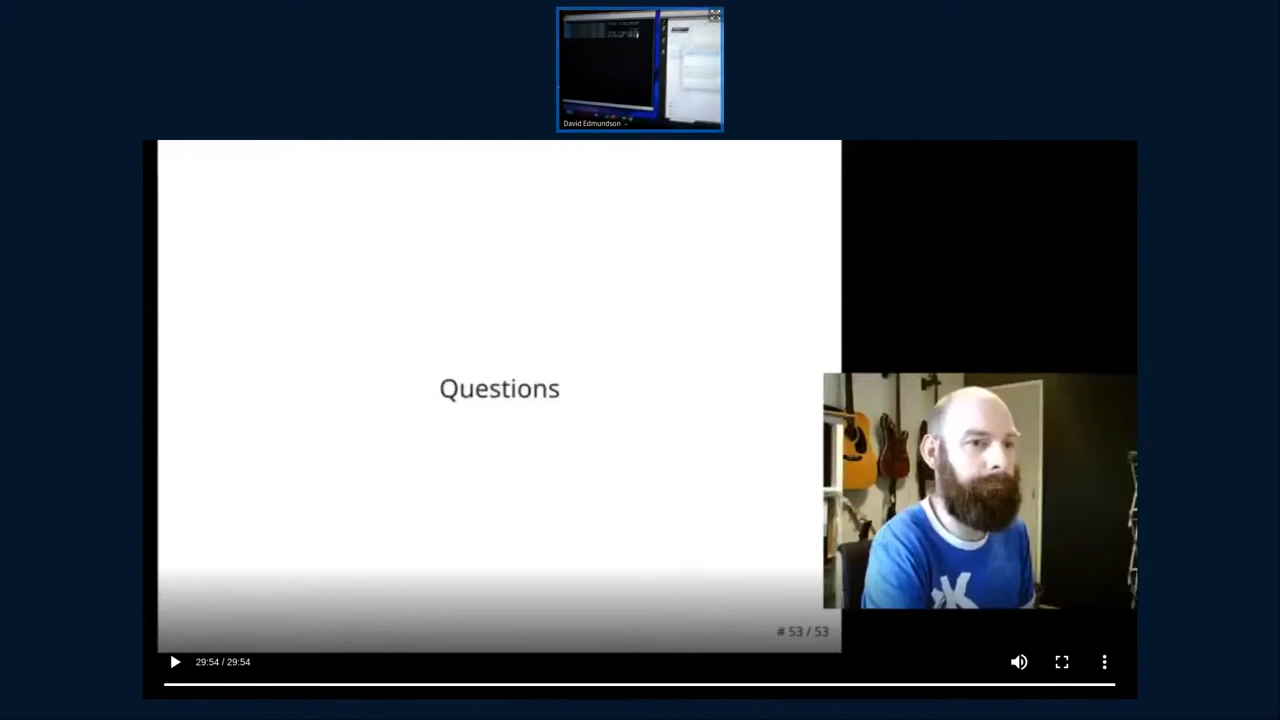 David Edmundson
Questions
# 53 / 53
29:54 / 29:54